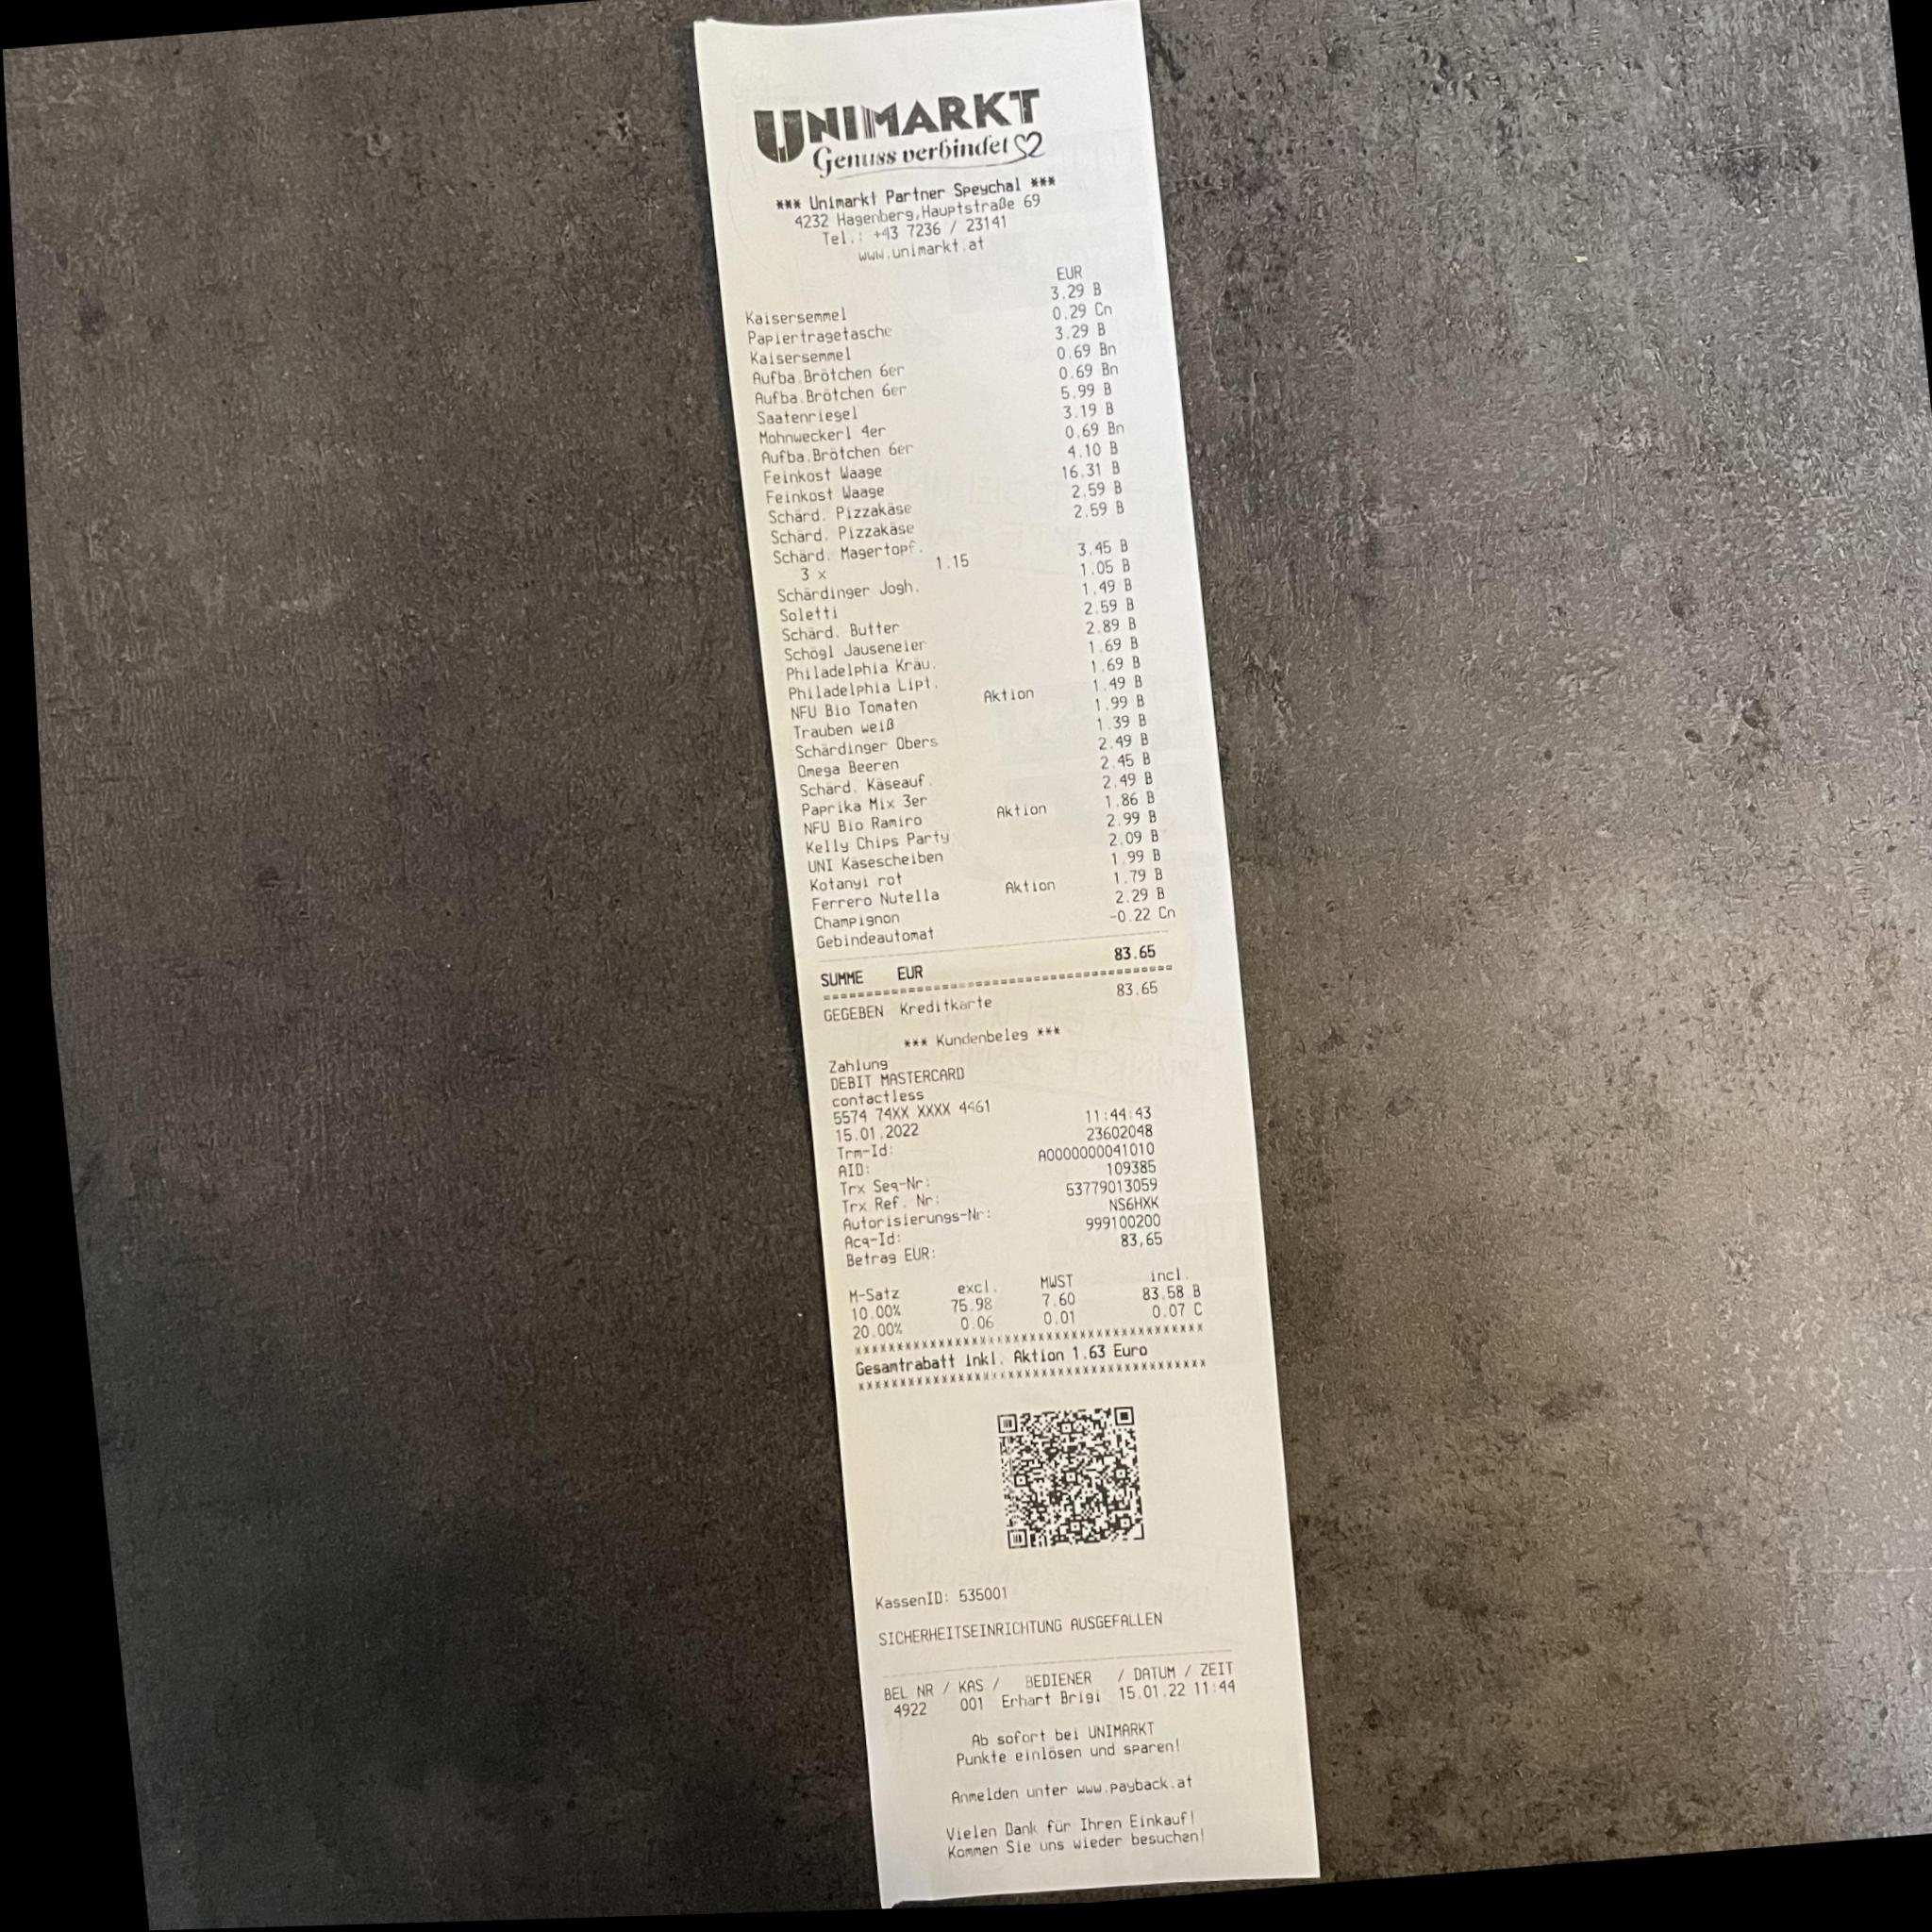 UNIMARKT
Genuss verbindet
*** Unimarkt Partner Speychal ***
4232 Hagenberg,Hauptstraße 69
Tel.: +43 7236 / 23141
www.unimarkt.at
EUR
Kaisersemmel 3.29 B
Papiertragetasche 0.29 Cn
Kaisersemmel 3.29 B
Aufba.Brötchen 6er 0.69 Bn
Aufba.Brötchen 6er 0.69 Bn
Saatenriegel 5.99 B
Mohnweckerl 4er 3.19 B
Aufba.Brötchen 6er 0.69 Bn
Feinkost Waage 4.10 B
Feinkost Waage 16.31 B
Schärd. Pizzakäse 2.59 B
Schärd. Pizzakäse 2.59 B
Schärd. Magertopf.
3 x 1.15 3.45 B
Schärdinger Jogh. 1.05 B
Soletti 1.49 B
Schärd. Butter 2.59 B
Schögl Jauseneier 2.89 B
Philadelphia Kräu. 1.69 B
Philadelphia Lipt. 1.69 B
NFU Bio Tomaten Aktion 1.49 B
Trauben weiß 1.99 B
Schärdinger Obers 1.39 B
Omega Beeren 2.49 B
Schärd. Käseauf. 2.45 B
Paprika Mix 3er 2.49 B
NFU Bio Ramiro Aktion 1.86 B
Kelly Chips Party 2.99 B
UNI Käsescheiben 2.09 B
Kotanyi rot 1.99 B
Ferrero Nutella Aktion 1.79 B
Champignon 2.29 B
Gebindeautomat -0.22 Cn
SUMME EUR 83.65
GEGEBEN Kreditkarte 83.65
*** Kundenbeleg ***
Zahlung
DEBIT MASTERCARD
contactless
5574 74XX XXXX 4461
15.01.2022 11:44:43
Trm-Id: 23602048
AID: A0000000041010
Trx Seq-Nr: 109385
Trx Ref. Nr: 53779013059
Autorisierungs-Nr: NS6HXK
Acq-Id: 999100200
Betrag EUR: 83,65
M-Satz excl. MWST incl.
10.00% 75.98 7.60 83.58 B
20.00% 0.06 0.01 0.07 C
Gesamtrabatt inkl. Aktion 1.63 Euro
KassenID: 535001
SICHERHEITSEINRICHTUNG AUSGEFALLEN
BEL NR / KAS / BEDIENER / DATUM / ZEIT
4922 001 Erhart Brigi 15.01.22 11:44
Ab sofort bei UNIMARKT
Punkte einlösen und sparen!
Anmelden unter www.payback.at
Vielen Dank für Ihren Einkauf!
Kommen Sie uns wieder besuchen!